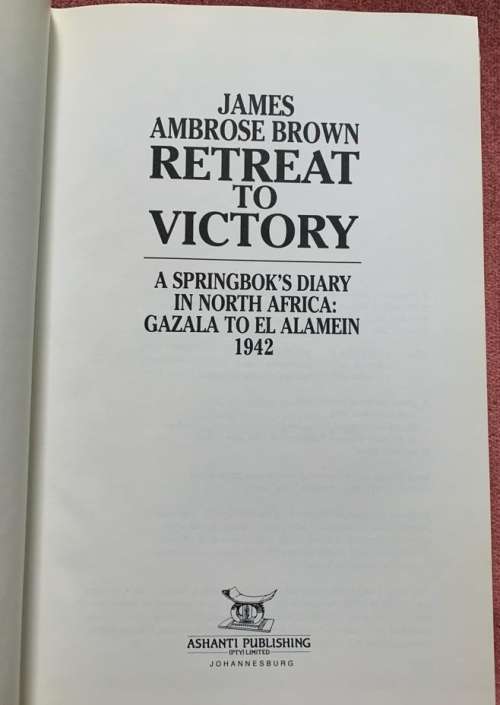 JAMES
AMBROSE BROWN
RETREAT
TO
VICTORY
A SPRINGBOK'S DIARY
IN NORTH AFRICA:
GAZALA TO EL ALAMEIN
1942
ASHANTI PUBLISHING
(PTY) LIMITED
JOHANNESBURG